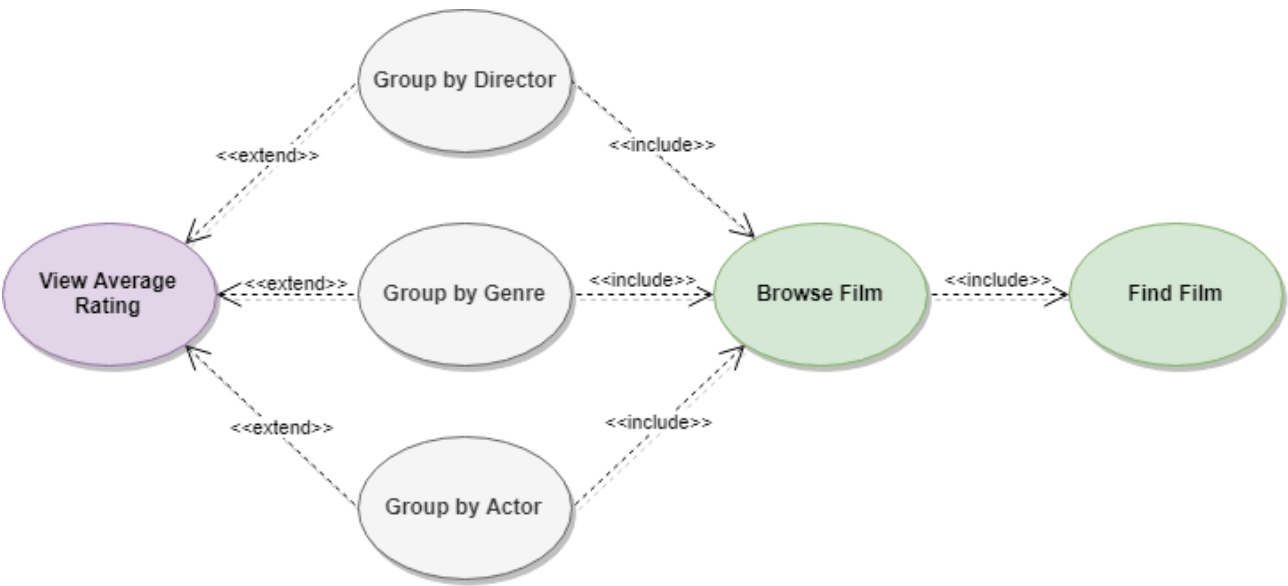 Group by Director
<<extend>>
<<include>>
View Average
Rating
<<extend>>
Group by Genre
<<include>>
Browse Film
<<include>>
Find Film
<<extend>>
<<include>>
Group by Actor